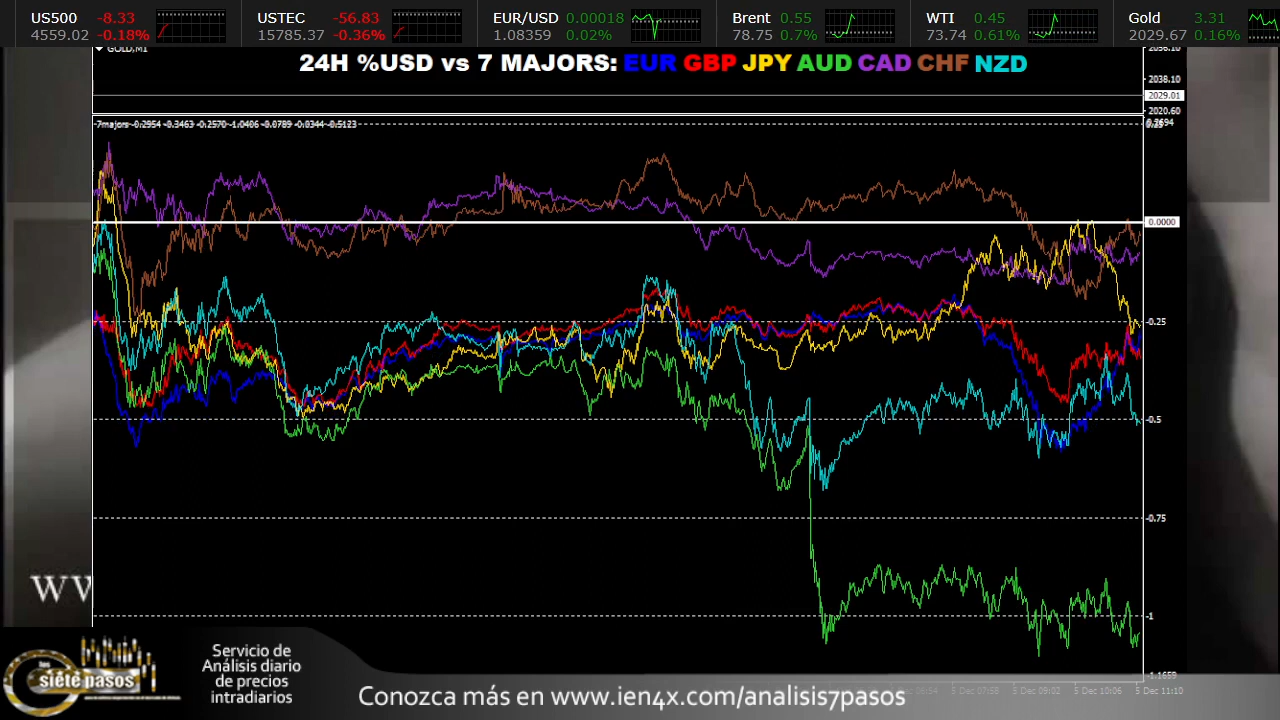 US500 -8.33 USTEC -56.83 EUR/USD 0.00018 Brent 0.55 WTI 0.45 Gold 3.31
4559.02 -0.18% 15785.37 -0.36% 1.08359 0.02% 78.75 0.7% 73.74 0.61% 2029.67 0.16%
GOLD,M1
24H %USD vs 7 MAJORS: EUR GBP JPY AUD CAD CHF NZD
2038.10
2029.01
2020.60
7majors -0.2954 -0.3463 -0.2570 -1.0406 -0.0789 -0.0344 -0.5123
0.0000
-0.25
-0.5
-0.75
-1
-1.1659
5 Dec 07:58 5 Dec 09:02 5 Dec 10:06 5 Dec 11:10
los
siete pasos
Servicio de
Análisis diario
de precios
intradiarios
Conozca más en www.ien4x.com/analisis7pasos